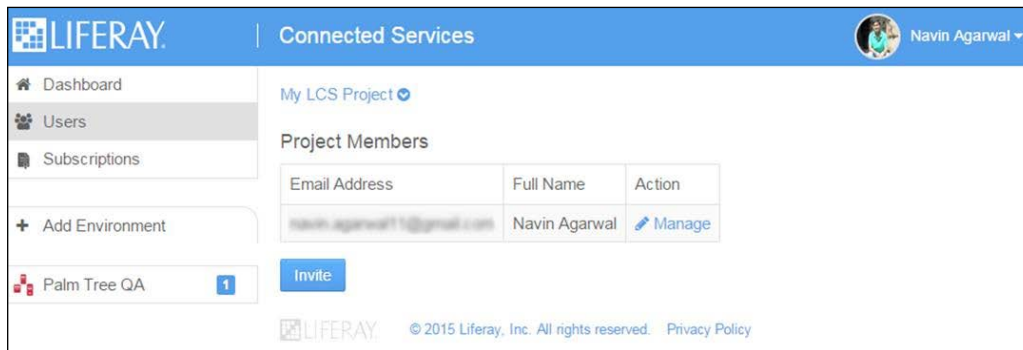 LIFERAY.
Connected Services
Navin Agarwal
Dashboard
Users
Subscriptions
Add Environment
Palm Tree QA
1
My LCS Project
Project Members
Email Address Full Name Action
Navin Agarwal Manage
Invite
LIFERAY. © 2015 Liferay, Inc. All rights reserved. Privacy Policy